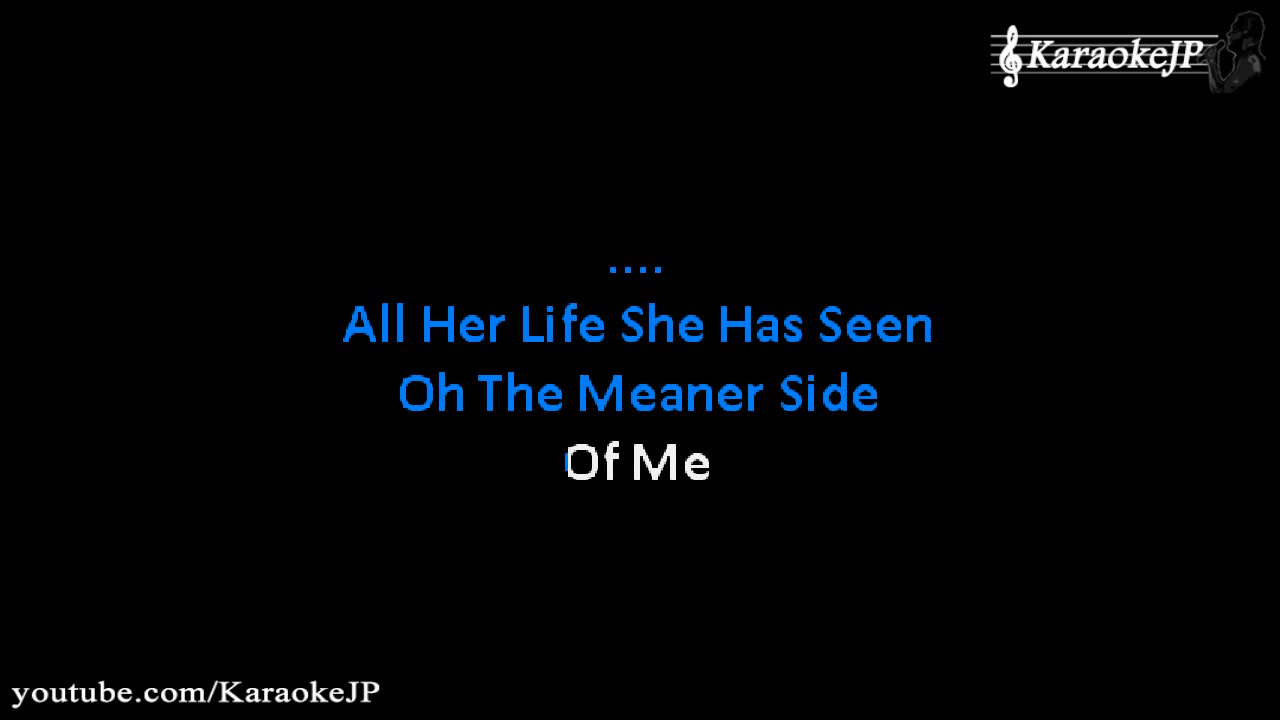 KaraokeJP
....
All Her Life She Has Seen
Oh The Meaner Side
Of Me
youtube.com/KaraokeJP